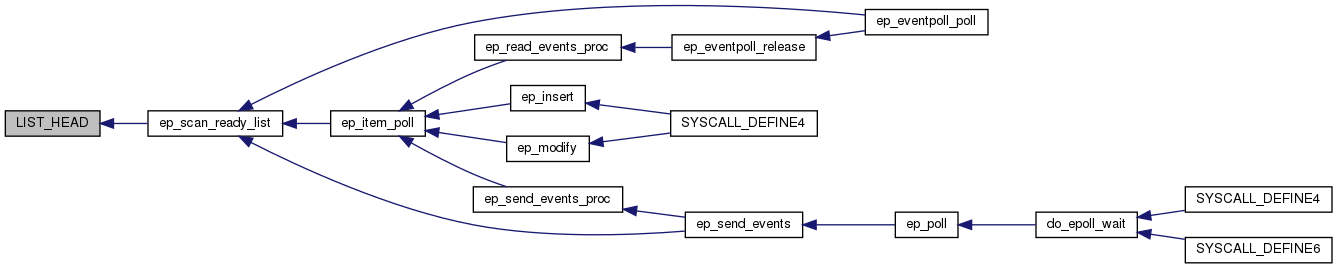 LIST_HEAD
ep_scan_ready_list
ep_item_poll
ep_read_events_proc
ep_insert
ep_modify
ep_send_events_proc
ep_eventpoll_release
SYSCALL_DEFINE4
ep_send_events
ep_eventpoll_poll
ep_poll
do_epoll_wait
SYSCALL_DEFINE4
SYSCALL_DEFINE6